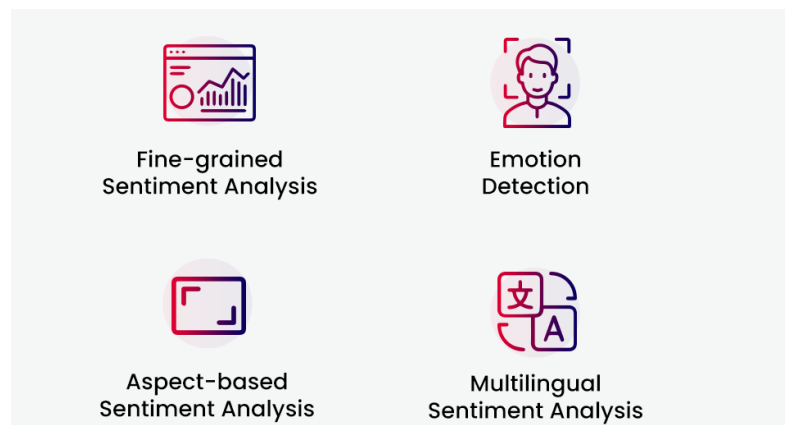 Fine-grained
Sentiment Analysis
Emotion
Detection
Aspect-based
Sentiment Analysis
文
A
Multilingual
Sentiment Analysis